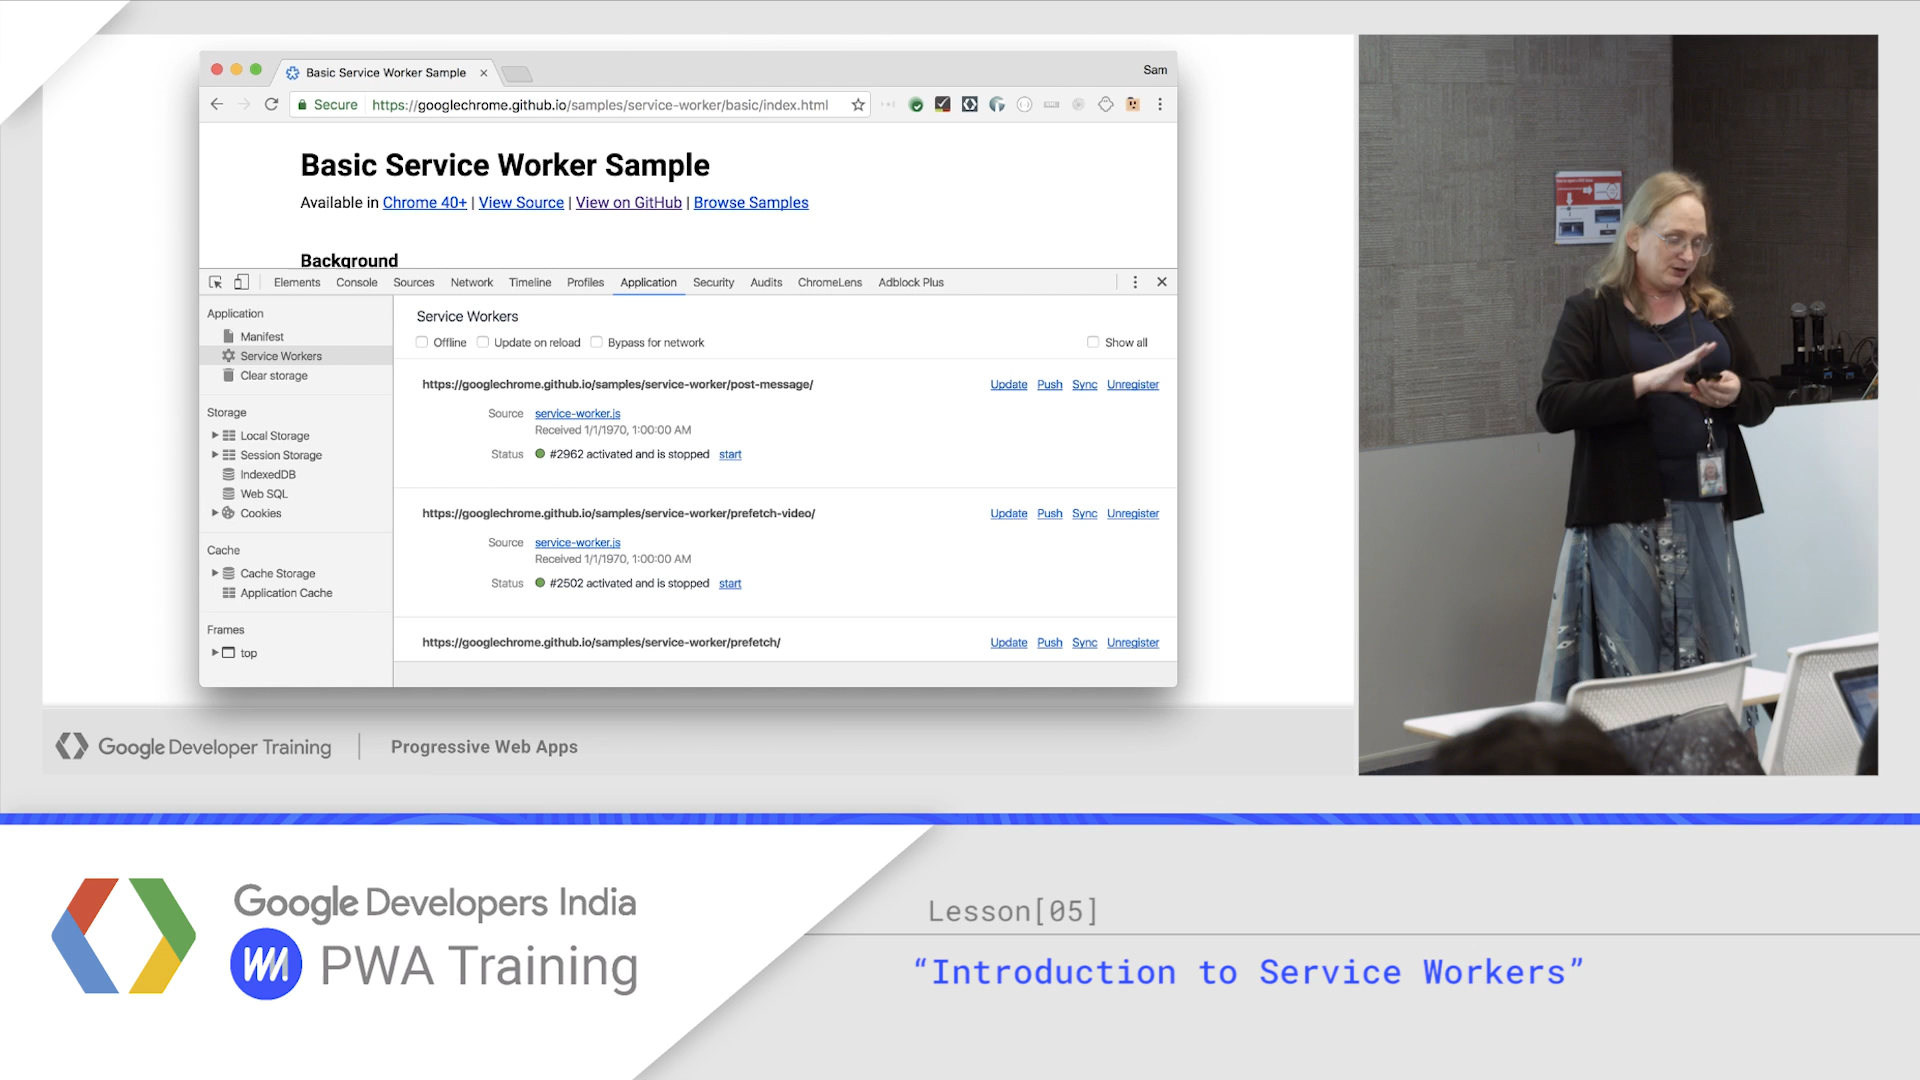 Basic Service Worker Sample
Sam
Secure https://googlechrome.github.io/samples/service-worker/basic/index.html
Basic Service Worker Sample
Available in Chrome 40+ | View Source | View on GitHub | Browse Samples
Background
Elements Console Sources Network Timeline Profiles Application Security Audits ChromeLens Adblock Plus
Application
Manifest
Service Workers
Clear storage
Storage
Local Storage
Session Storage
IndexedDB
Web SQL
Cookies
Cache
Cache Storage
Application Cache
Frames
top
Service Workers
Offline Update on reload Bypass for network Show all
https://googlechrome.github.io/samples/service-worker/post-message/ Update Push Sync Unregister
Source service-worker.js
Received 1/1/1970, 1:00:00 AM
Status #2962 activated and is stopped start
https://googlechrome.github.io/samples/service-worker/prefetch-video/ Update Push Sync Unregister
Source service-worker.js
Received 1/1/1970, 1:00:00 AM
Status #2502 activated and is stopped start
https://googlechrome.github.io/samples/service-worker/prefetch/ Update Push Sync Unregister
Google Developer Training | Progressive Web Apps
Google Developers India
PWA Training
Lesson[05]
“Introduction to Service Workers”